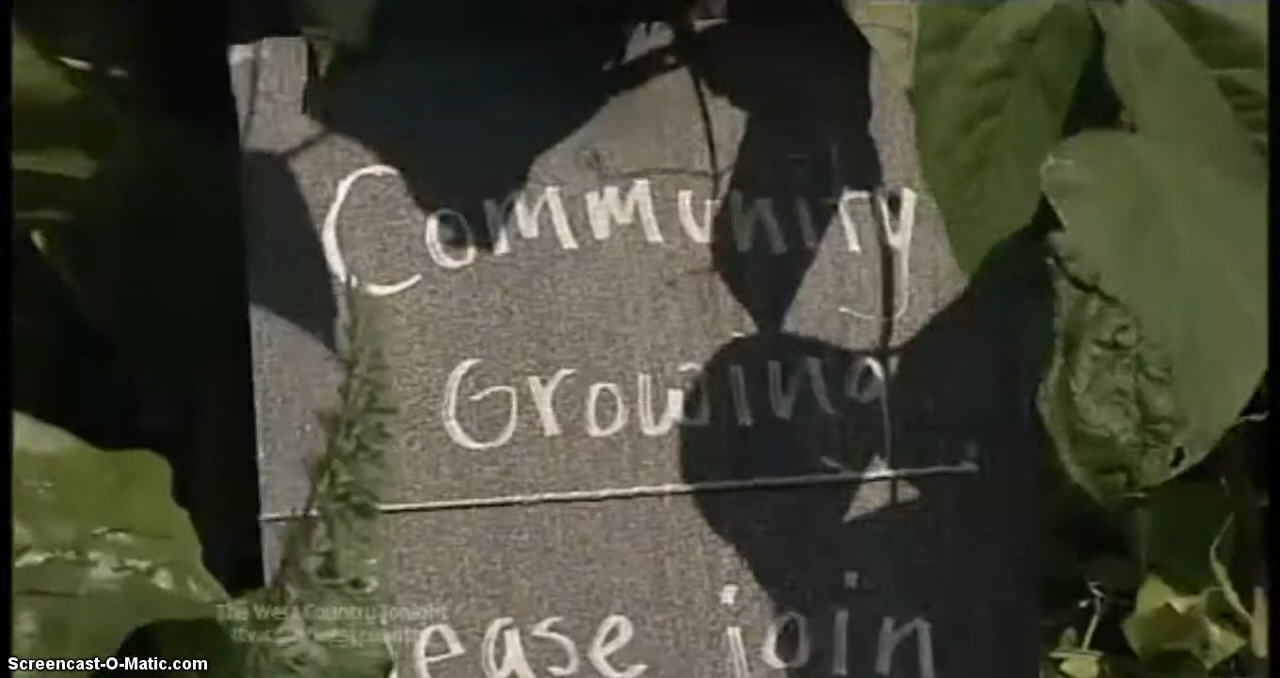 Community
Growing
ease join
The West Country Tonight
Screencast-O-Matic.com